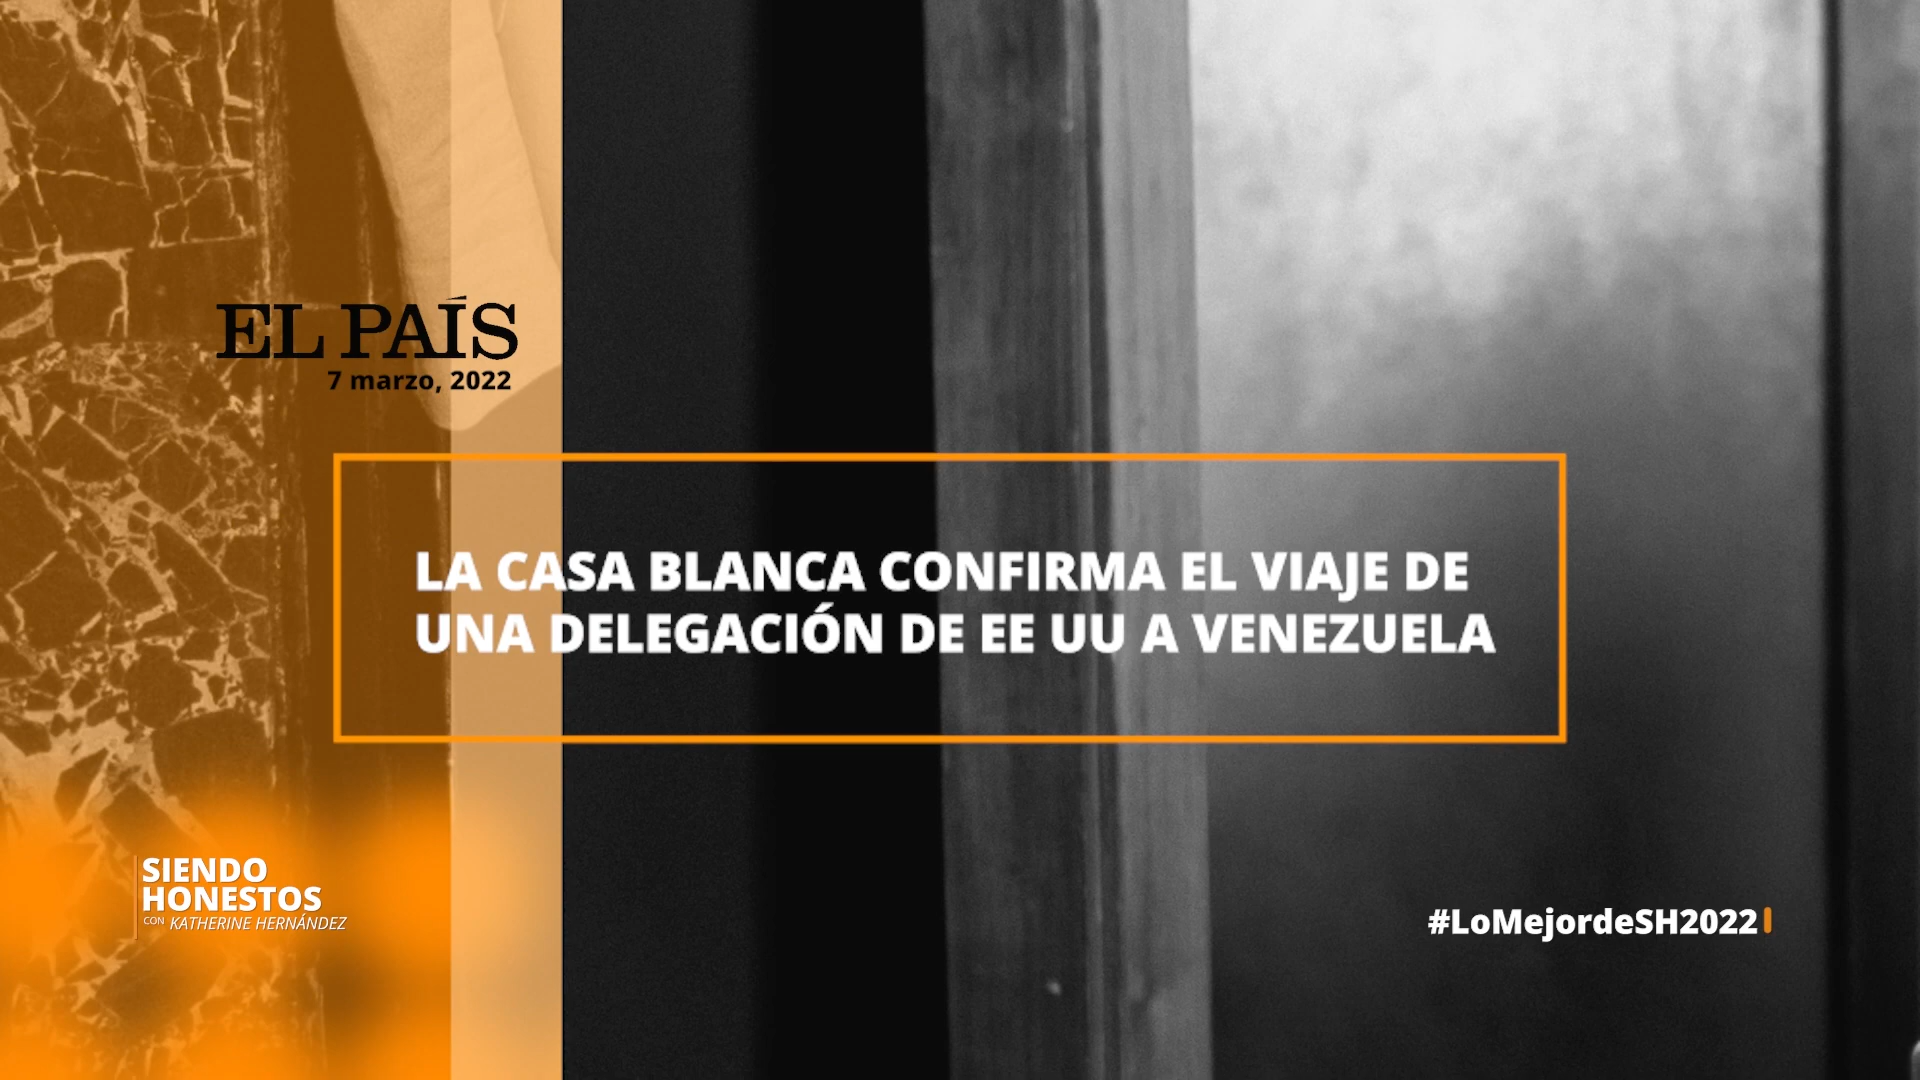 EL PAÍS
7 marzo, 2022
LA CASA BLANCA CONFIRMA EL VIAJE DE
UNA DELEGACIÓN DE EE UU A VENEZUELA
SIENDO
HONESTOS
CON KATHERINE HERNÁNDEZ
#LoMejordeSH2022